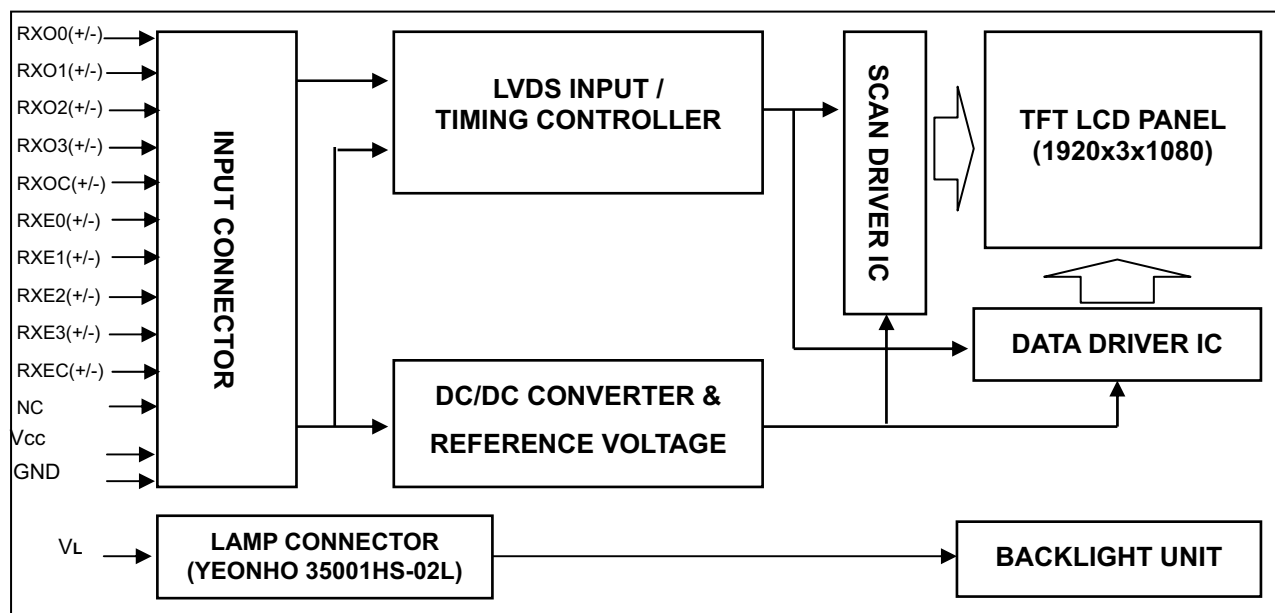 RXO0(+/-)
RXO1(+/-)
RXO2(+/-)
RXO3(+/-)
RXOC(+/-)
RXE0(+/-)
RXE1(+/-)
RXE2(+/-)
RXE3(+/-)
RXEC(+/-)
NC
Vcc
GND
VL
INPUT CONNECTOR
LVDS INPUT /
TIMING CONTROLLER
DC/DC CONVERTER &
REFERENCE VOLTAGE
SCAN DRIVER IC
TFT LCD PANEL
(1920x3x1080)
DATA DRIVER IC
LAMP CONNECTOR
(YEONHO 35001HS-02L)
BACKLIGHT UNIT